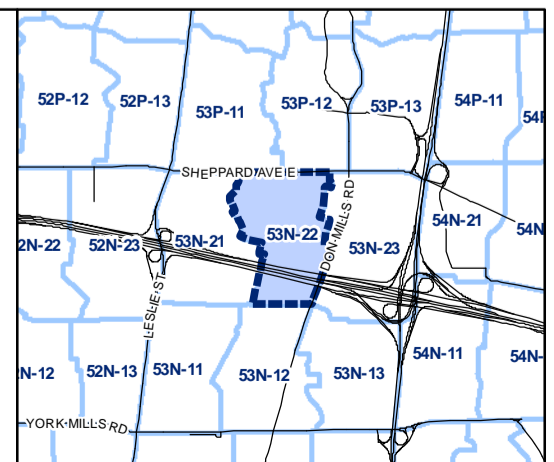 52P-12
52P-13
53P-11
53P-12
53P-13
54P-11
54P
SHEPPARD AVE E
54N-21
54N
2N-22
52N-23
53N-21
53N-22
53N-23
DON MILLS RD
LESLIE ST
54N-11
54N-
N-12
52N-13
53N-11
53N-12
53N-13
YORK MILLS RD